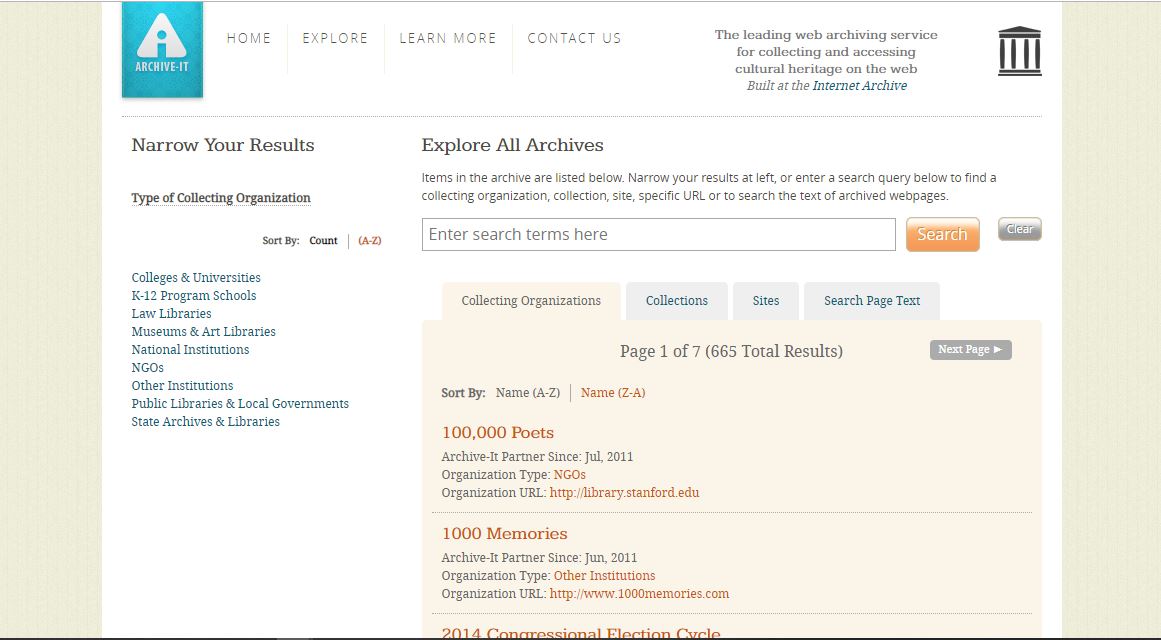 ARCHIVE-IT
HOME
EXPLORE
LEARN MORE
CONTACT US
The leading web archiving service
for collecting and accessing
cultural heritage on the web
Built at the Internet Archive
Narrow Your Results
Type of Collecting Organization
Sort By: Count (A-Z)
Colleges & Universities
K-12 Program Schools
Law Libraries
Museums & Art Libraries
National Institutions
NGOs
Other Institutions
Public Libraries & Local Governments
State Archives & Libraries
Explore All Archives
Items in the archive are listed below. Narrow your results at left, or enter a search query below to find a
collecting organization, collection, site, specific URL or to search the text of archived webpages.
Enter search terms here
Search
Clear
Collecting Organizations
Collections
Sites
Search Page Text
Page 1 of 7 (665 Total Results)
Next Page ►
Sort By: Name (A-Z) Name (Z-A)
100,000 Poets
Archive-It Partner Since: Jul, 2011
Organization Type: NGOs
Organization URL: http://library.stanford.edu
1000 Memories
Archive-It Partner Since: Jun, 2011
Organization Type: Other Institutions
Organization URL: http://www.1000memories.com
2014 Congressional Election Cycle